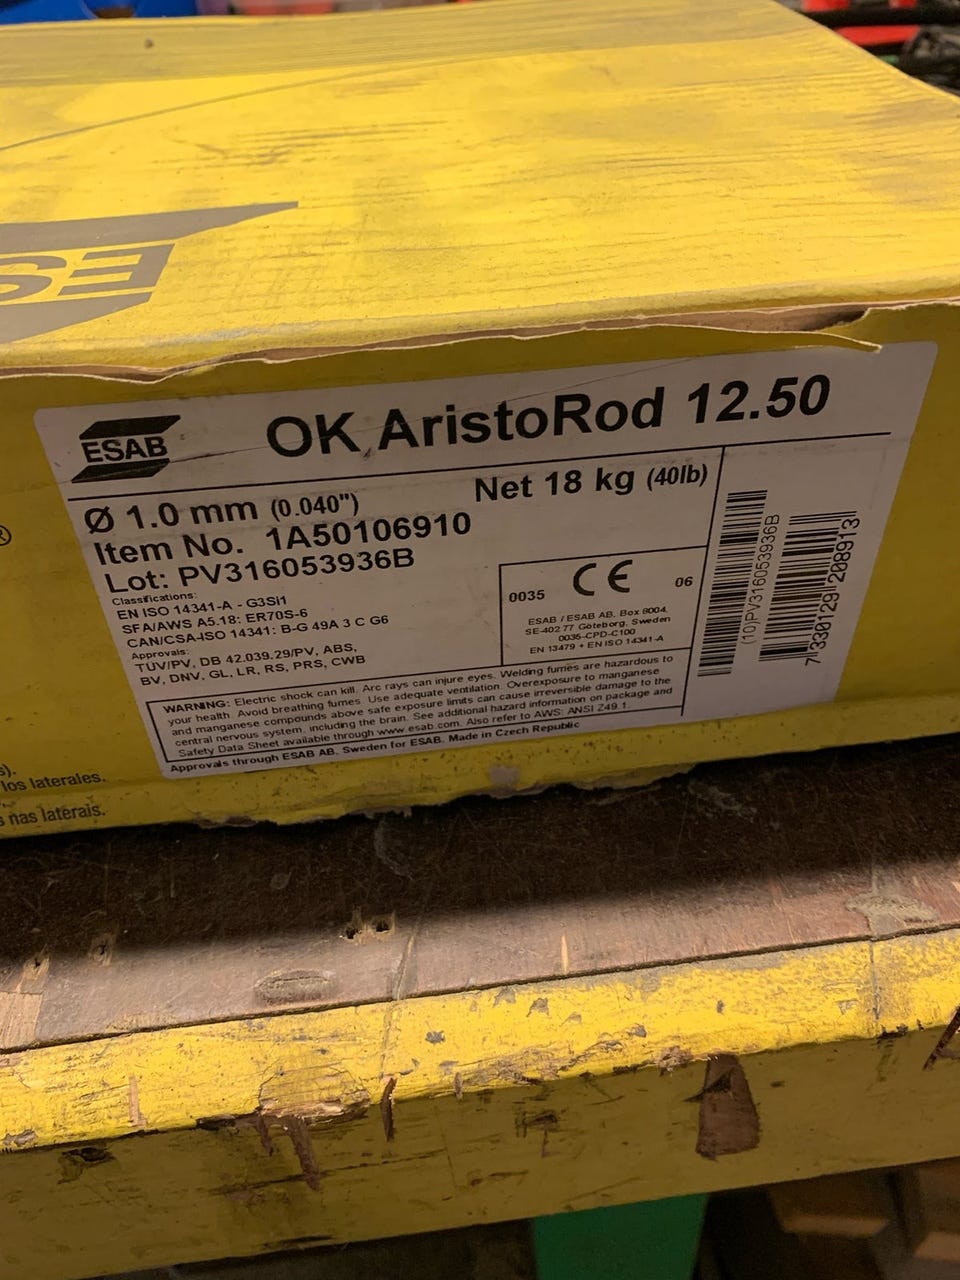 ESAB
OK AristoRod 12.50
Ø 1.0 mm (0.040")
Net 18 kg (40lb)
Item No. 1A50106910
Lot: PV316053936B
Classifications:
EN ISO 14341-A - G3Si1
SFA/AWS A5.18: ER70S-6
CAN/CSA-ISO 14341: B-G 49A 3 C G6
Approvals:
TÜV/PV, DB 42.039.29/PV, ABS,
BV, DNV, GL, LR, RS, PRS, CWB
0035 CE 06
ESAB / ESAB AB, Box 8004,
SE-402 77 Göteborg, Sweden
0035-CPD-C100
EN 13479 + EN ISO 14341-A
(10)PV316053936B
7330129208913
WARNING: Electric shock can kill. Arc rays can injure eyes. Welding fumes are hazardous to
your health. Avoid breathing fumes. Use adequate ventilation. Overexposure to manganese
and manganese compounds above safe exposure limits can cause irreversible damage to the
central nervous system, including the brain. See additional hazard information on package and
Safety Data Sheet available through www.esab.com. Also refer to AWS: ANSI Z49.1.
Approvals through ESAB AB, Sweden for ESAB. Made in Czech Republic
s).
los laterales.
s nas laterais.
®